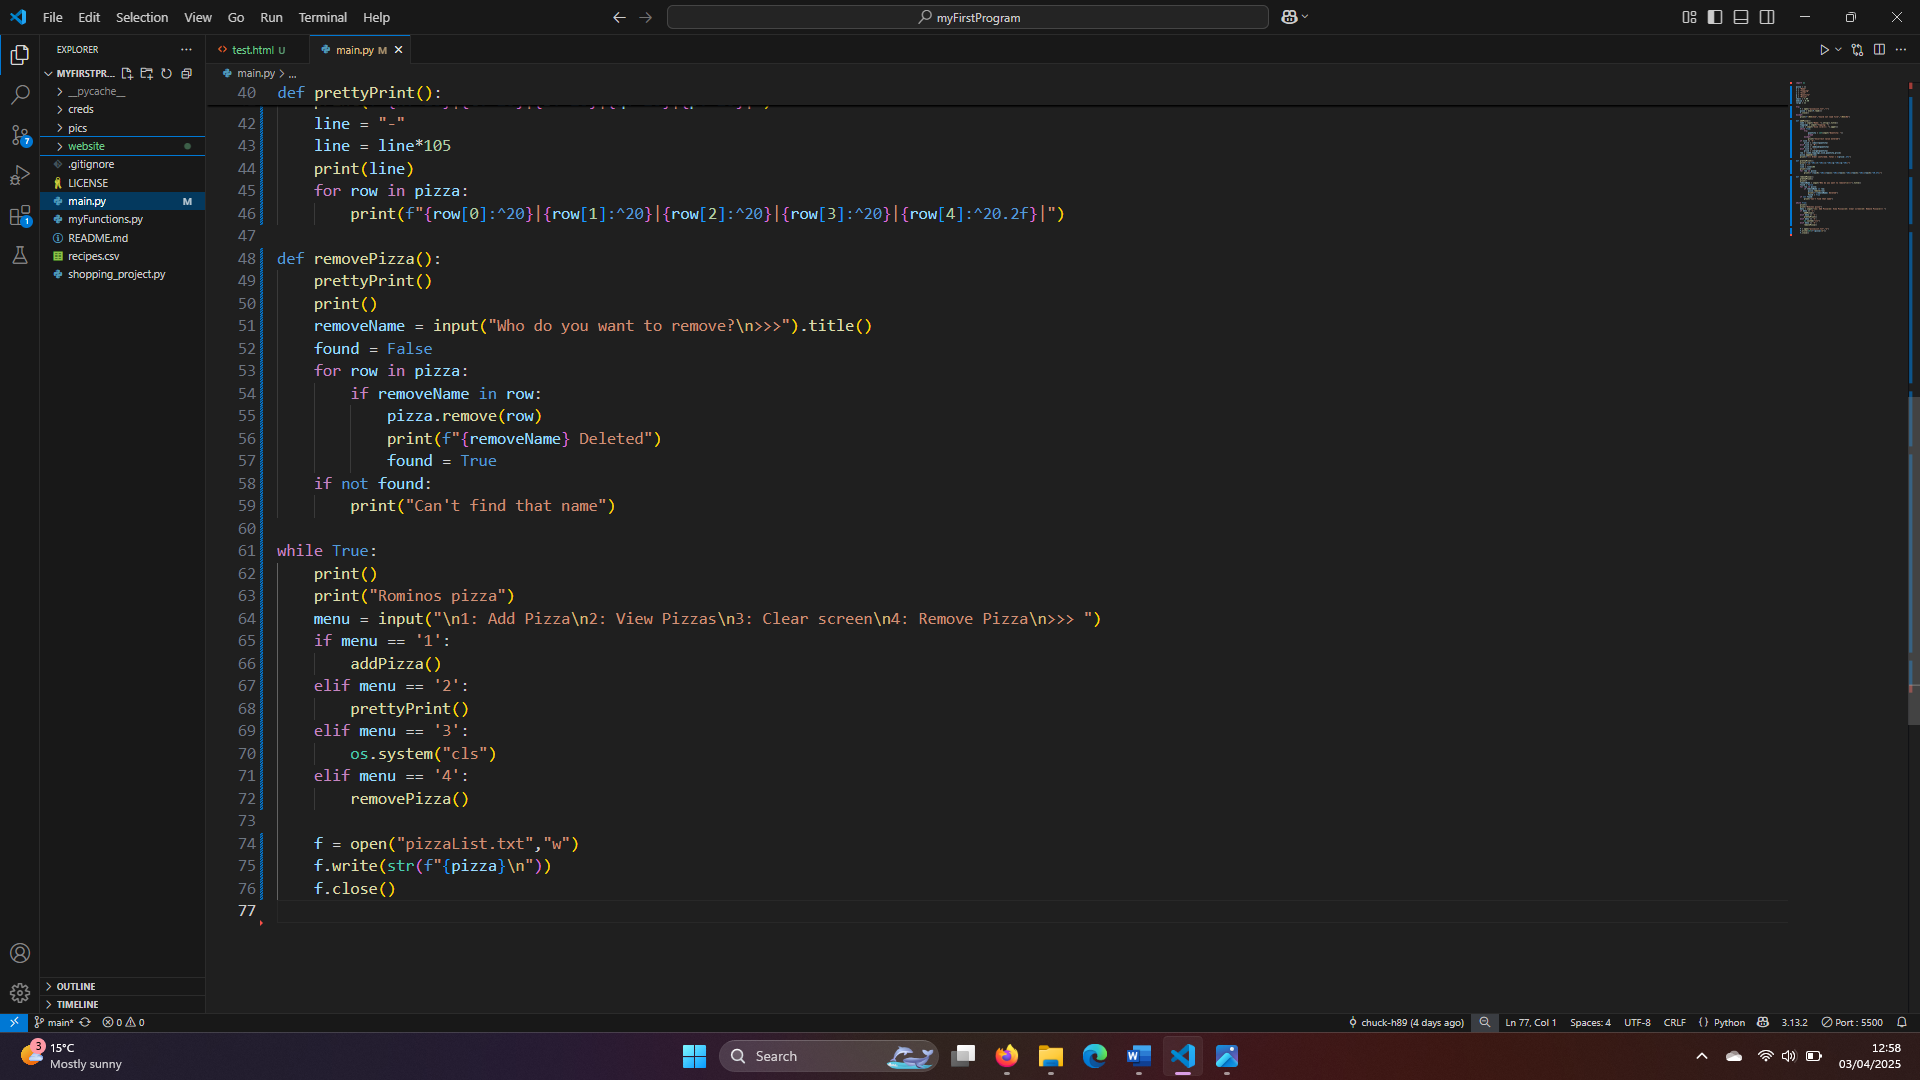 File Edit Selection View Go Run Terminal Help
myFirstProgram
EXPLORER
test.html U
main.py M
MYFIRSTPR...
main.py > ...
__pycache__
creds
pics
website
.gitignore
LICENSE
main.py M
myFunctions.py
README.md
recipes.csv
shopping_project.py
OUTLINE
TIMELINE
40 def prettyPrint():
42 line = "-"
43 line = line*105
44 print(line)
45 for row in pizza:
46 print(f"{row[0]:^20}|{row[1]:^20}|{row[2]:^20}|{row[3]:^20}|{row[4]:^20.2f}|")
47
48 def removePizza():
49 prettyPrint()
50 print()
51 removeName = input("Who do you want to remove?\n>>>").title()
52 found = False
53 for row in pizza:
54 if removeName in row:
55 pizza.remove(row)
56 print(f"{removeName} Deleted")
57 found = True
58 if not found:
59 print("Can't find that name")
60
61 while True:
62 print()
63 print("Rominos pizza")
64 menu = input("\n1: Add Pizza\n2: View Pizzas\n3: Clear screen\n4: Remove Pizza\n>>> ")
65 if menu == '1':
66 addPizza()
67 elif menu == '2':
68 prettyPrint()
69 elif menu == '3':
70 os.system("cls")
71 elif menu == '4':
72 removePizza()
73
74 f = open("pizzaList.txt","w")
75 f.write(str(f"{pizza}\n"))
76 f.close()
77
7
1
main* 0 0
chuck-h89 (4 days ago) Ln 77, Col 1 Spaces: 4 UTF-8 CRLF {} Python 3.13.2 Port : 5500
3
15°C
Mostly sunny
Search
12:58
03/04/2025